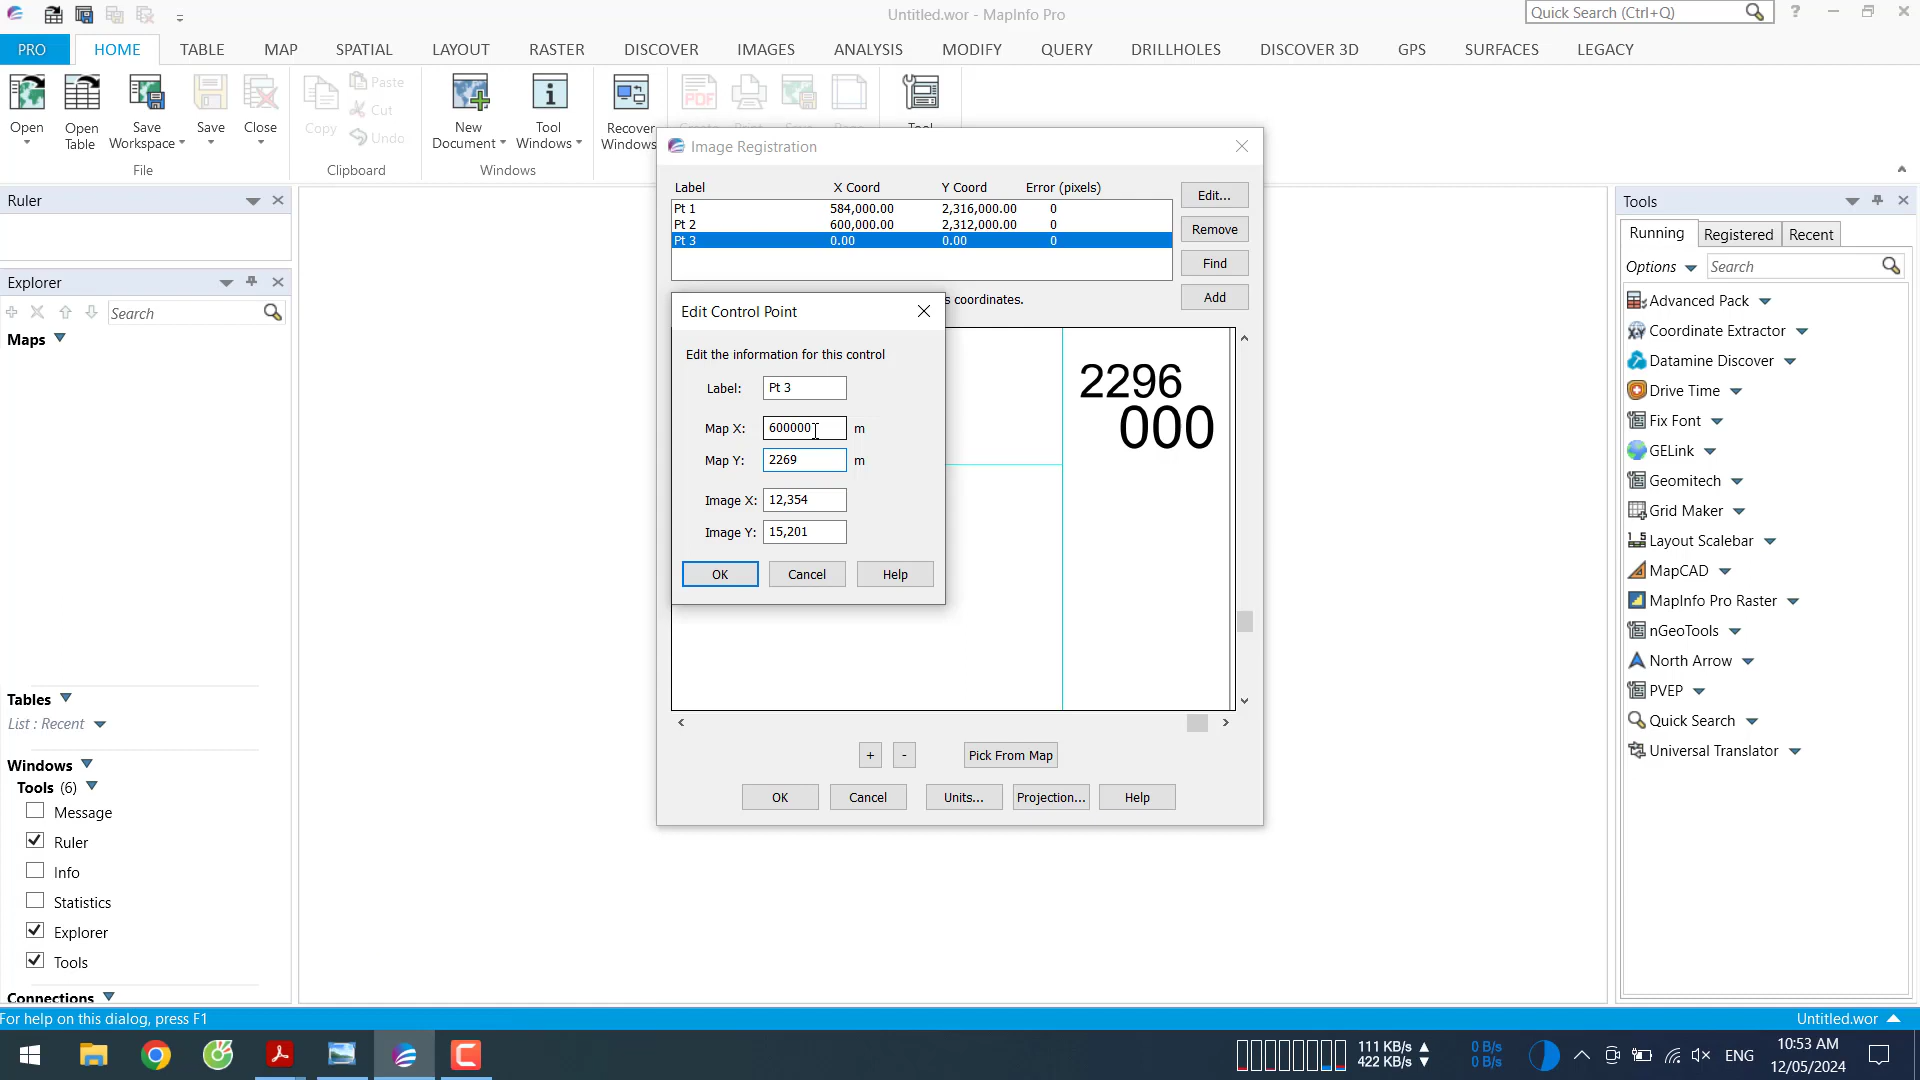 Untitled.wor - MapInfo Pro
Quick Search (Ctrl+Q)
PRO HOME TABLE MAP SPATIAL LAYOUT RASTER DISCOVER IMAGES ANALYSIS MODIFY QUERY DRILLHOLES DISCOVER 3D GPS SURFACES LEGACY
Open
Open Table
Save Workspace
Save
Close
File
Copy
Paste
Cut
Undo
Clipboard
New Document
Tool Windows
Windows
Recover Windows
PDF
Tool
Ruler
Explorer
Search
Maps
Tables
List : Recent
Windows
Tools (6)
Message
Ruler
Info
Statistics
Explorer
Tools
Connections
Image Registration
Label X Coord Y Coord Error (pixels)
Pt 1 584,000.00 2,316,000.00 0
Pt 2 600,000.00 2,312,000.00 0
Pt 3 0.00 0.00 0
Edit...
Remove
Find
Add
s coordinates.
Edit Control Point
Edit the information for this control
Label: Pt 3
Map X: 600000 m
Map Y: 2269 m
Image X: 12,354
Image Y: 15,201
OK Cancel Help
2296
000
+ - Pick From Map
OK Cancel Units... Projection... Help
Tools
Running Registered Recent
Options Search
Advanced Pack
Coordinate Extractor
Datamine Discover
Drive Time
Fix Font
GELink
Geomitech
Grid Maker
Layout Scalebar
MapCAD
MapInfo Pro Raster
nGeoTools
North Arrow
PVEP
Quick Search
Universal Translator
For help on this dialog, press F1
Untitled.wor
111 KB/s
422 KB/s
0 B/s
0 B/s
ENG
10:53 AM
12/05/2024